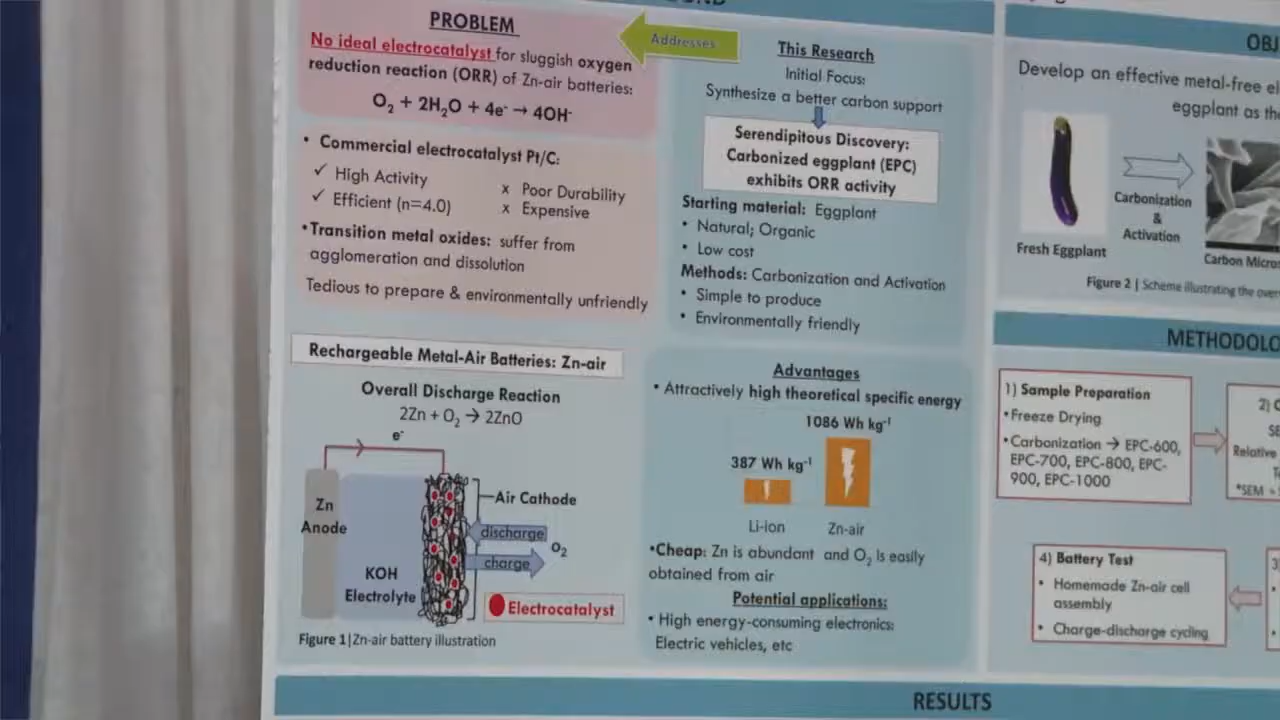 PROBLEM
No ideal electrocatalyst for sluggish oxygen
reduction reaction (ORR) of Zn-air batteries:
O₂ + 2H₂O + 4e⁻ → 4OH⁻
• Commercial electrocatalyst Pt/C:
✓ High Activity
✓ Efficient (n=4.0)
x Poor Durability
x Expensive
•Transition metal oxides: suffer from
agglomeration and dissolution
Tedious to prepare & environmentally unfriendly
Addresses
This Research
Initial Focus:
Synthesize a better carbon support
Serendipitous Discovery:
Carbonized eggplant (EPC)
exhibits ORR activity
Starting material: Eggplant
• Natural; Organic
• Low cost
Methods: Carbonization and Activation
• Simple to produce
• Environmentally friendly
Rechargeable Metal-Air Batteries: Zn-air
Overall Discharge Reaction
2Zn + O₂ → 2ZnO
e⁻
Zn
Anode
KOH
Electrolyte
Air Cathode
discharge
O₂
charge
Electrocatalyst
Figure 1|Zn-air battery illustration
Advantages
• Attractively high theoretical specific energy
1086 Wh kg⁻¹
387 Wh kg⁻¹
Li-ion
Zn-air
•Cheap: Zn is abundant and O₂ is easily
obtained from air
Potential applications:
• High energy-consuming electronics:
Electric vehicles, etc
OBJ
Develop an effective metal-free el
eggplant as the
Fresh Eggplant
Carbonization
&
Activation
Carbon Micros
Figure 2 | Scheme illustrating the over
METHODOLO
1) Sample Preparation
•Freeze Drying
•Carbonization → EPC-600,
EPC-700, EPC-800, EPC-
900, EPC-1000
2) C
SE
Relative
*SEM
4) Battery Test
• Homemade Zn-air cell
assembly
• Charge-discharge cycling
3)
RESULTS